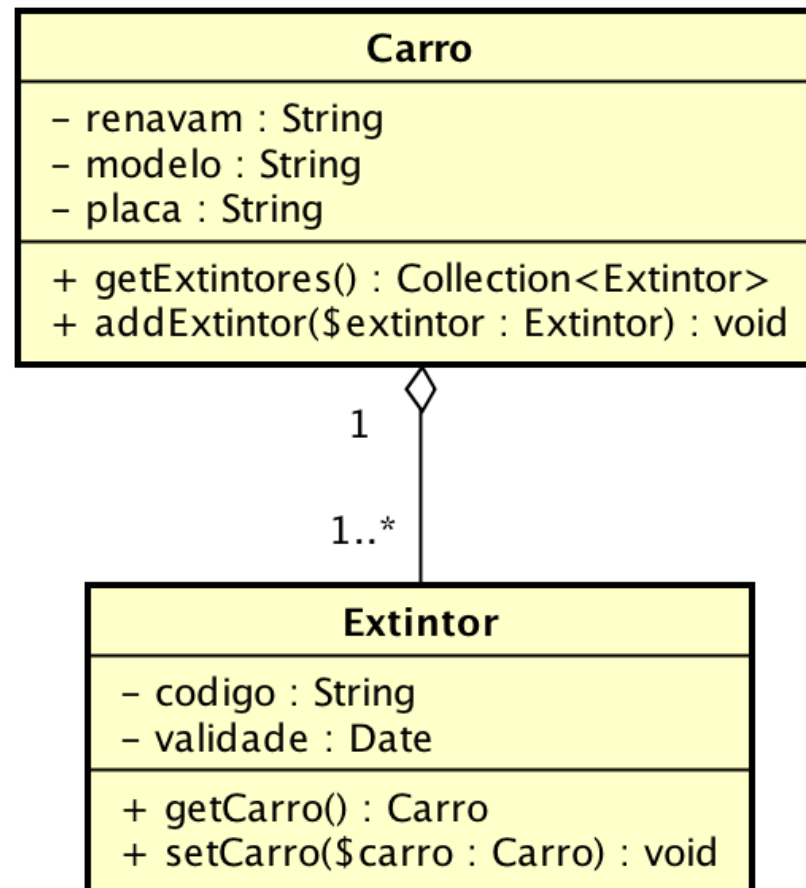 Carro
– renavam : String
– modelo : String
– placa : String
+ getExtintores() : Collection<Extintor>
+ addExtintor($extintor : Extintor) : void
1
1..*
Extintor
– codigo : String
– validade : Date
+ getCarro() : Carro
+ setCarro($carro : Carro) : void